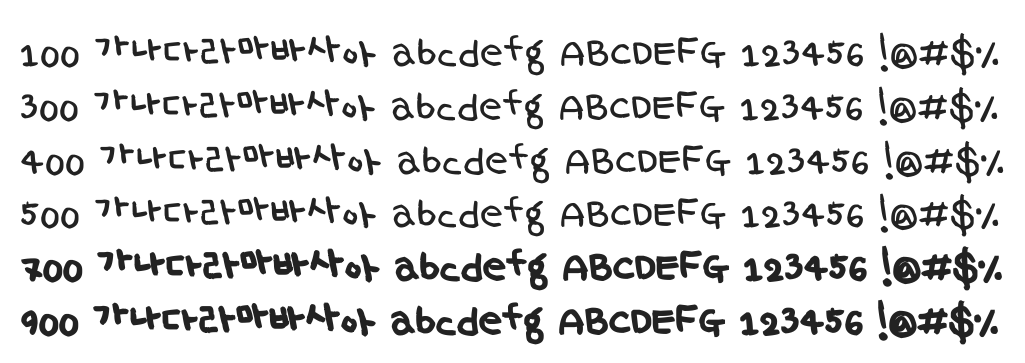 100 가나다라마바사아 abcdefg ABCDEFG 123456 !@#$%
300 가나다라마바사아 abcdefg ABCDEFG 123456 !@#$%
400 가나다라마바사아 abcdefg ABCDEFG 123456 !@#$%
500 가나다라마바사아 abcdefg ABCDEFG 123456 !@#$%
700 가나다라마바사아 abcdefg ABCDEFG 123456 !@#$%
900 가나다라마바사아 abcdefg ABCDEFG 123456 !@#$%